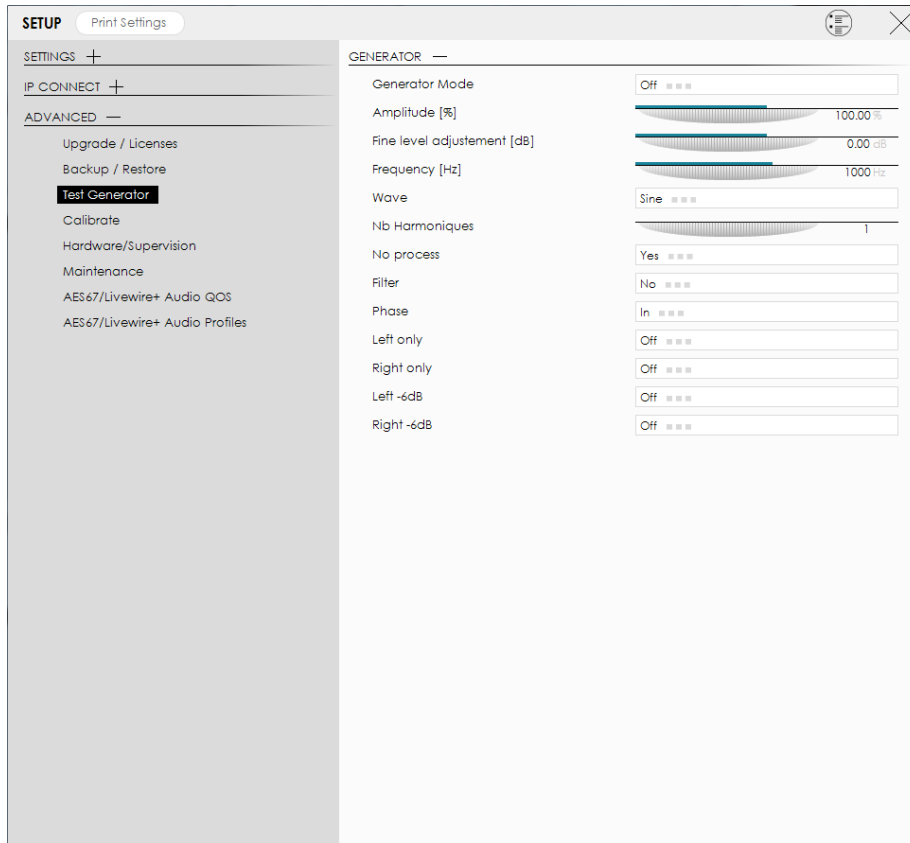 SETUP Print Settings
SETTINGS
IP CONNECT
ADVANCED
Upgrade / Licenses
Backup / Restore
Test Generator
Calibrate
Hardware/Supervision
Maintenance
AES67/Livewire+ Audio QOS
AES67/Livewire+ Audio Profiles
GENERATOR
Generator Mode Off
Amplitude [%] 100.00 %
Fine level adjustement [dB] 0.00 dB
Frequency [Hz] 1000 Hz
Wave Sine
Nb Harmoniques 1
No process Yes
Filter No
Phase In
Left only Off
Right only Off
Left -6dB Off
Right -6dB Off